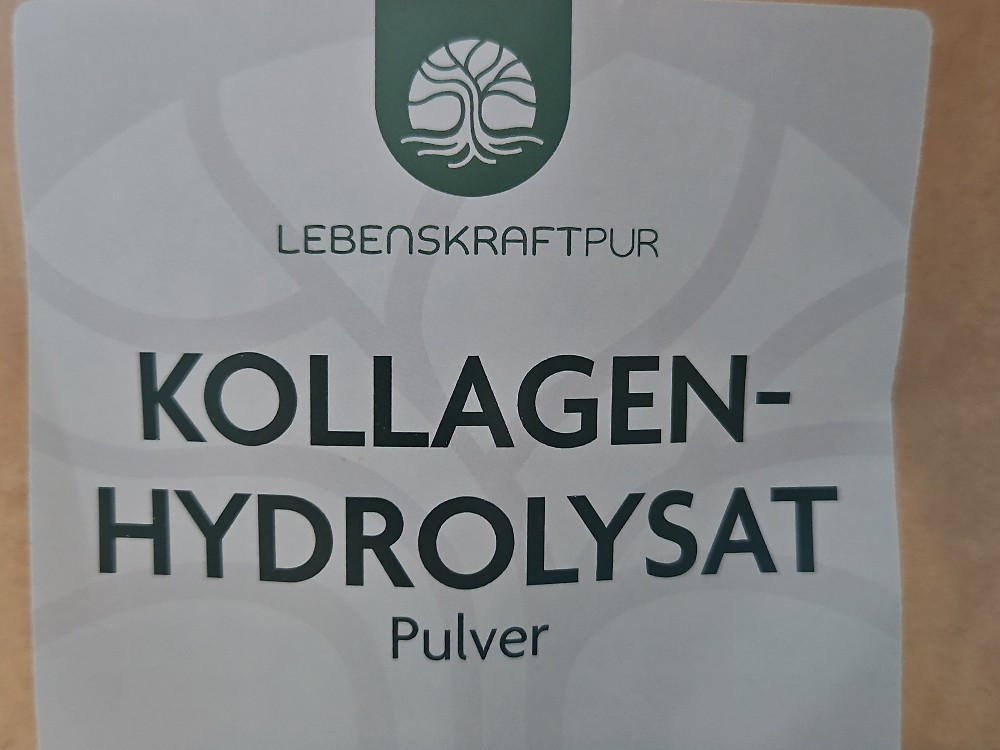 LEBENSKRAFTPUR
KOLLAGEN-
HYDROLYSAT
Pulver